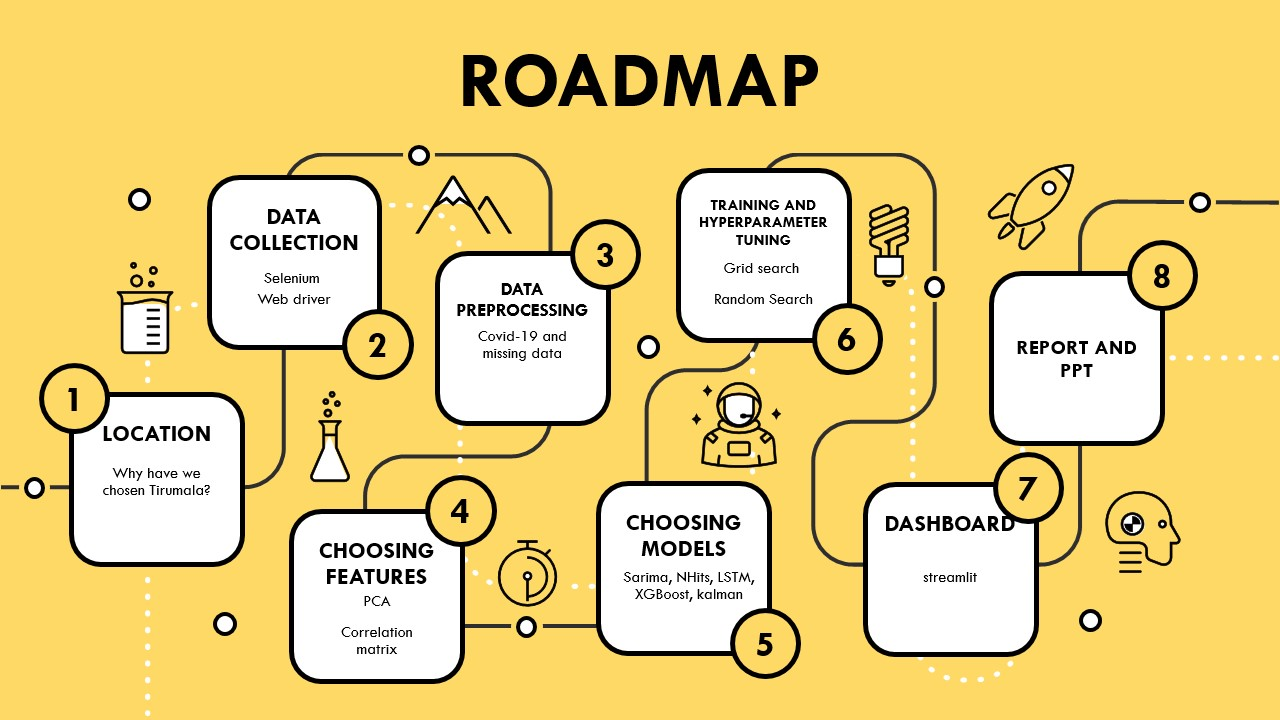 ROADMAP
1
LOCATION
Why have we
chosen Tirumala?
DATA
COLLECTION
Selenium
Web driver
2
3
DATA
PREPROCESSING
Covid-19 and
missing data
4
CHOOSING
FEATURES
PCA
Correlation
matrix
CHOOSING
MODELS
Sarima, NHits, LSTM,
XGBoost, kalman
5
TRAINING AND
HYPERPARAMETER
TUNING
Grid search
Random Search
6
7
DASHBOARD
streamlit
8
REPORT AND
PPT